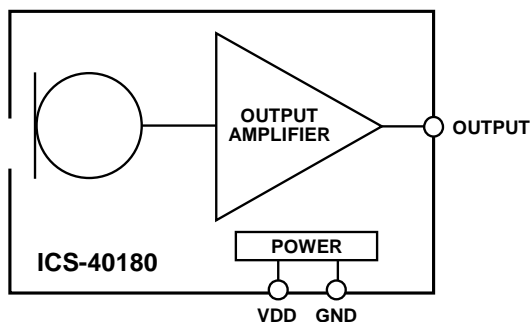 OUTPUT
AMPLIFIER
OUTPUT
POWER
ICS-40180
VDD GND